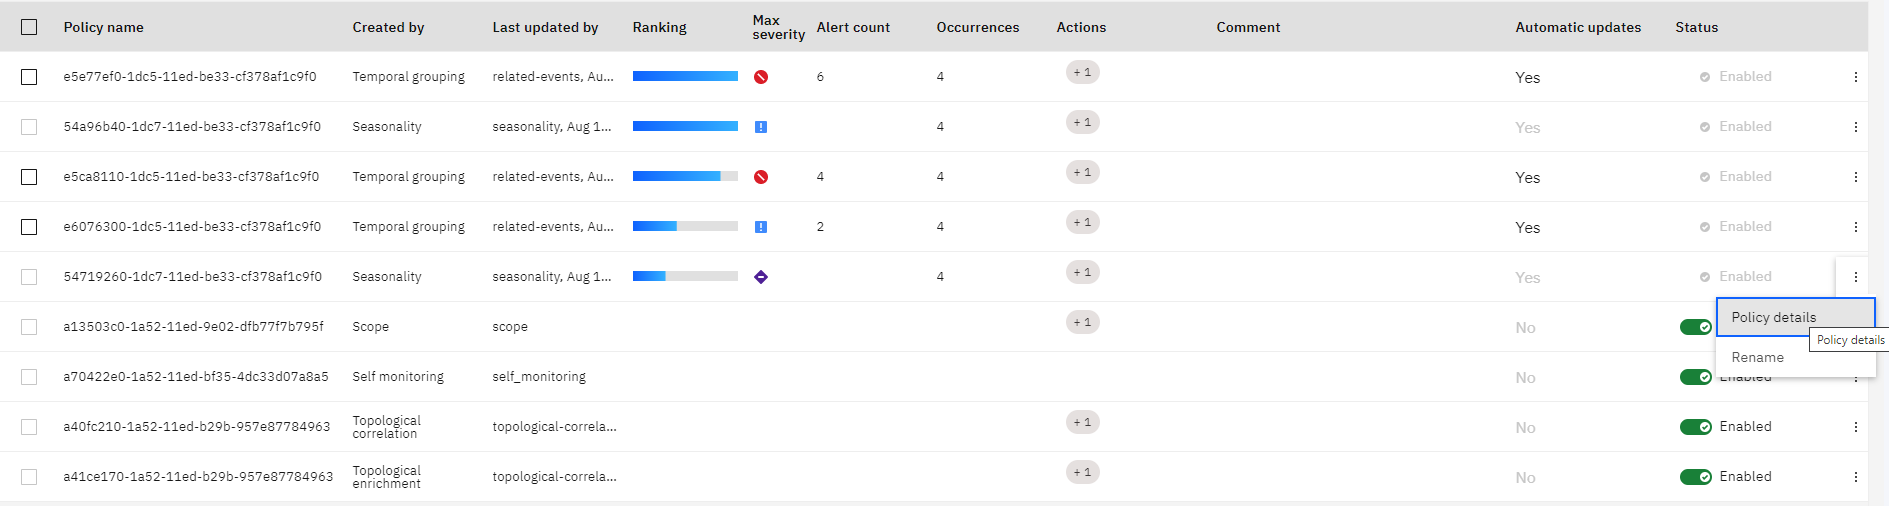 Policy name Created by Last updated by Ranking Max severity Alert count Occurrences Actions Comment Automatic updates Status
e5e77ef0-1dc5-11ed-be33-cf378af1c9f0 Temporal grouping related-events, Au... 6 4 + 1 Yes Enabled
54a96b40-1dc7-11ed-be33-cf378af1c9f0 Seasonality seasonality, Aug 1... 4 + 1 Yes Enabled
e5ca8110-1dc5-11ed-be33-cf378af1c9f0 Temporal grouping related-events, Au... 4 4 + 1 Yes Enabled
e6076300-1dc5-11ed-be33-cf378af1c9f0 Temporal grouping related-events, Au... 2 4 + 1 Yes Enabled
54719260-1dc7-11ed-be33-cf378af1c9f0 Seasonality seasonality, Aug 1... 4 + 1 Yes Enabled
a13503c0-1a52-11ed-9e02-dfb77f7b795f Scope scope + 1 No
Policy details
Policy details
Rename
a70422e0-1a52-11ed-bf35-4dc33d07a8a5 Self monitoring self_monitoring No Enabled
a40fc210-1a52-11ed-b29b-957e87784963 Topological correlation topological-correla... + 1 No Enabled
a41ce170-1a52-11ed-b29b-957e87784963 Topological enrichment topological-correla... + 1 No Enabled